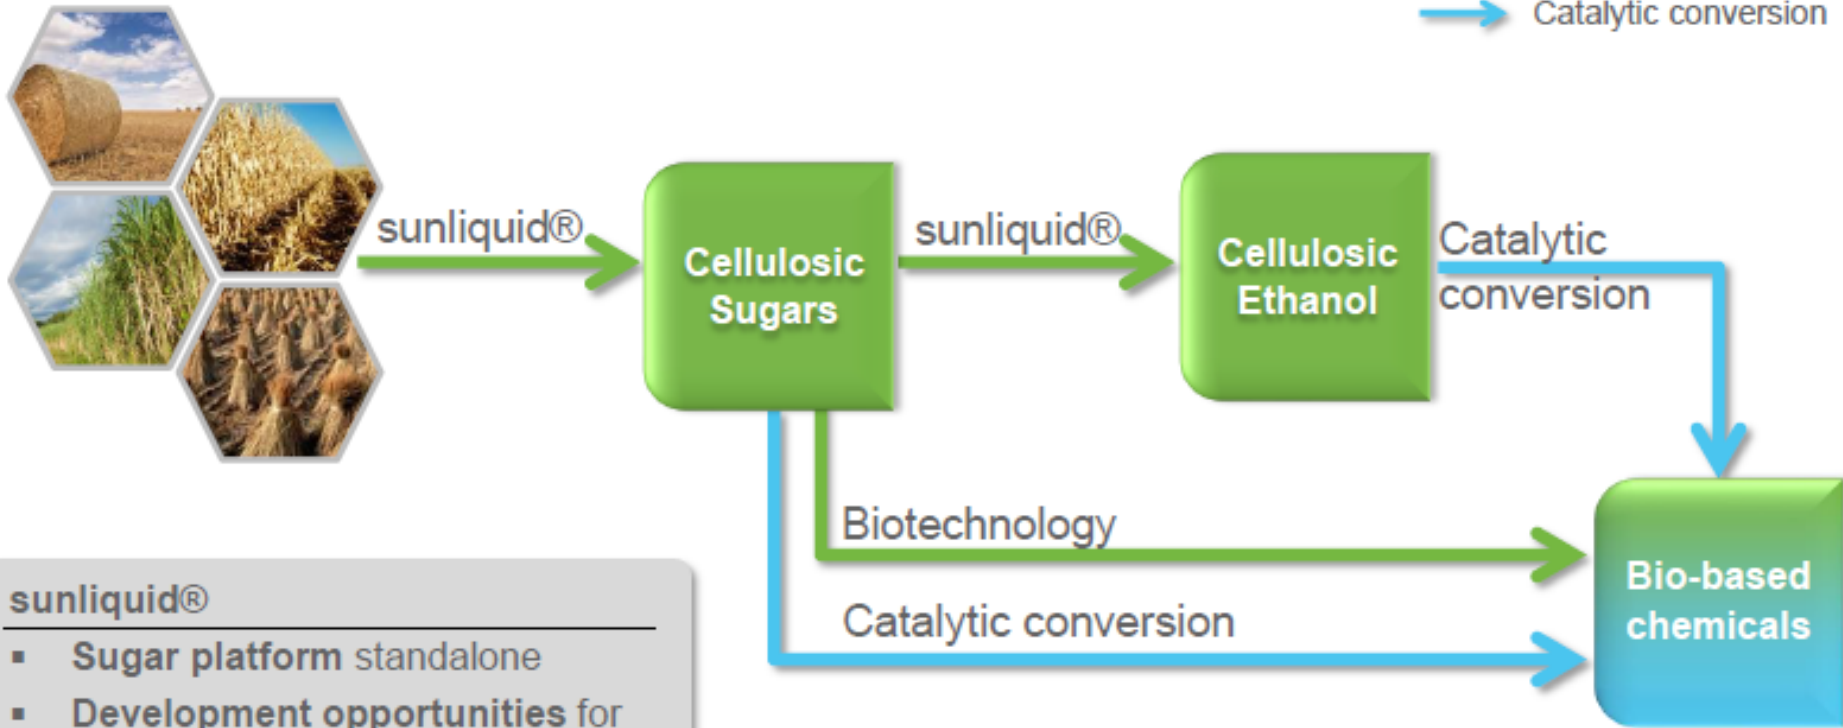 Catalytic conversion
sunliquid®
Cellulosic
Sugars
sunliquid®
Cellulosic
Ethanol
Catalytic
conversion
Biotechnology
Catalytic conversion
Bio-based
chemicals
sunliquid®
▪ Sugar platform standalone
▪ Development opportunities for